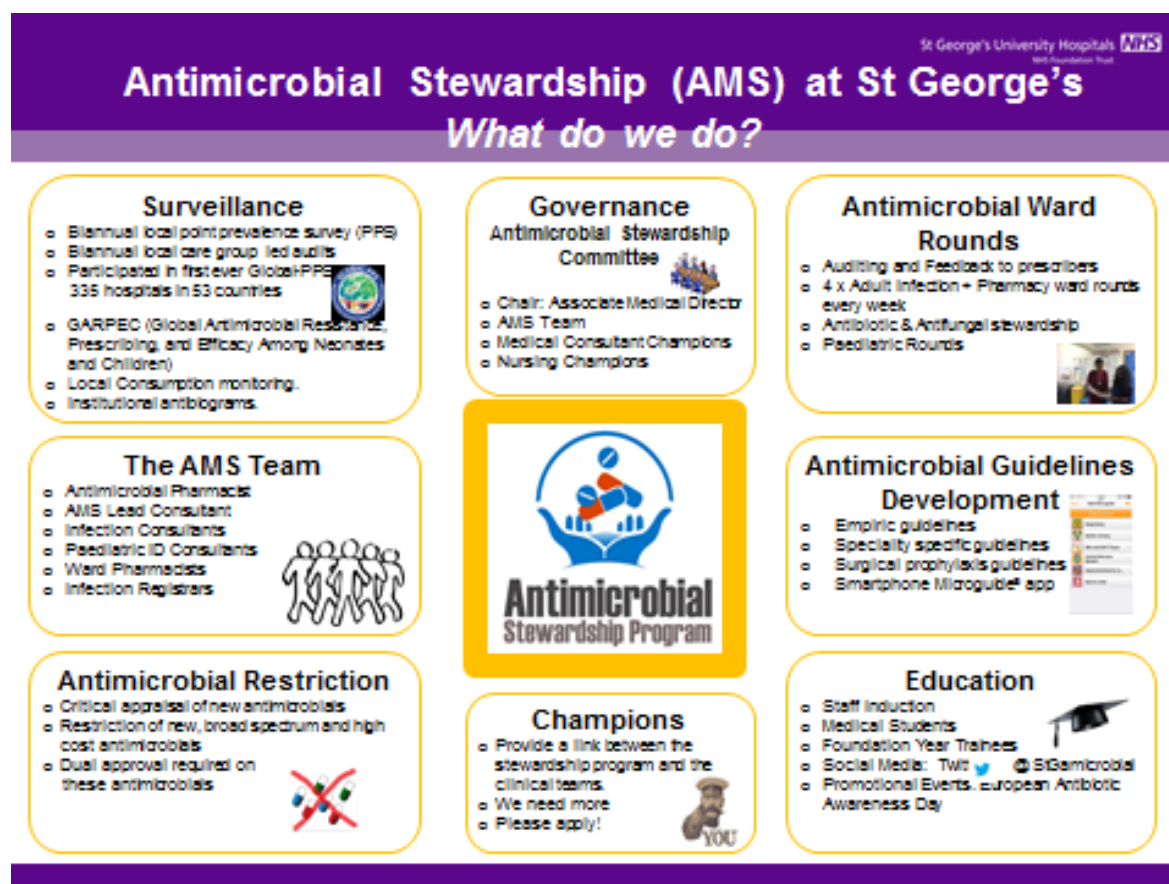 St George's University Hospitals NHS
NHS Foundation Trust
Antimicrobial Stewardship (AMS) at St George's
What do we do?
Surveillance
Biannual local point prevalence survey (PPS)
Biannual local care group led audits
Participated in first ever Global-PPS
335 hospitals in 53 countries
GARPEC (Global Antimicrobial Resistance,
Prescribing, and Efficacy Among Neonates
and Children)
Local Consumption monitoring.
Institutional antibiograms.
Governance
Antimicrobial Stewardship
Committee
Chair: Associate Medical Director
AMS Team
Medical Consultant Champions
Nursing Champions
Antimicrobial Ward
Rounds
Auditing and Feedback to prescribers
4 x Adult Infection + Pharmacy ward rounds
every week
Antibiotic & Antifungal stewardship
Paediatric Rounds
The AMS Team
Antimicrobial Pharmacist
AMS Lead Consultant
Infection Consultants
Paediatric ID Consultants
Ward Pharmacists
Infection Registrars
Antimicrobial
Stewardship Program
Antimicrobial Guidelines
Development
Empiric guidelines
Speciality specific guidelines
Surgical prophylaxis guidelines
Smartphone Microguide® app
Antimicrobial Restriction
Critical appraisal of new antimicrobials
Restriction of new, broad spectrum and high
cost antimicrobials
Dual approval required on
these antimicrobials
Champions
Provide a link between the
stewardship program and the
clinical teams.
We need more
Please apply!
YOU
Education
Staff Induction
Medical Students
Foundation Year Trainees
Social Media: Twit @StGamicrobial
Promotional Events. European Antibiotic
Awareness Day